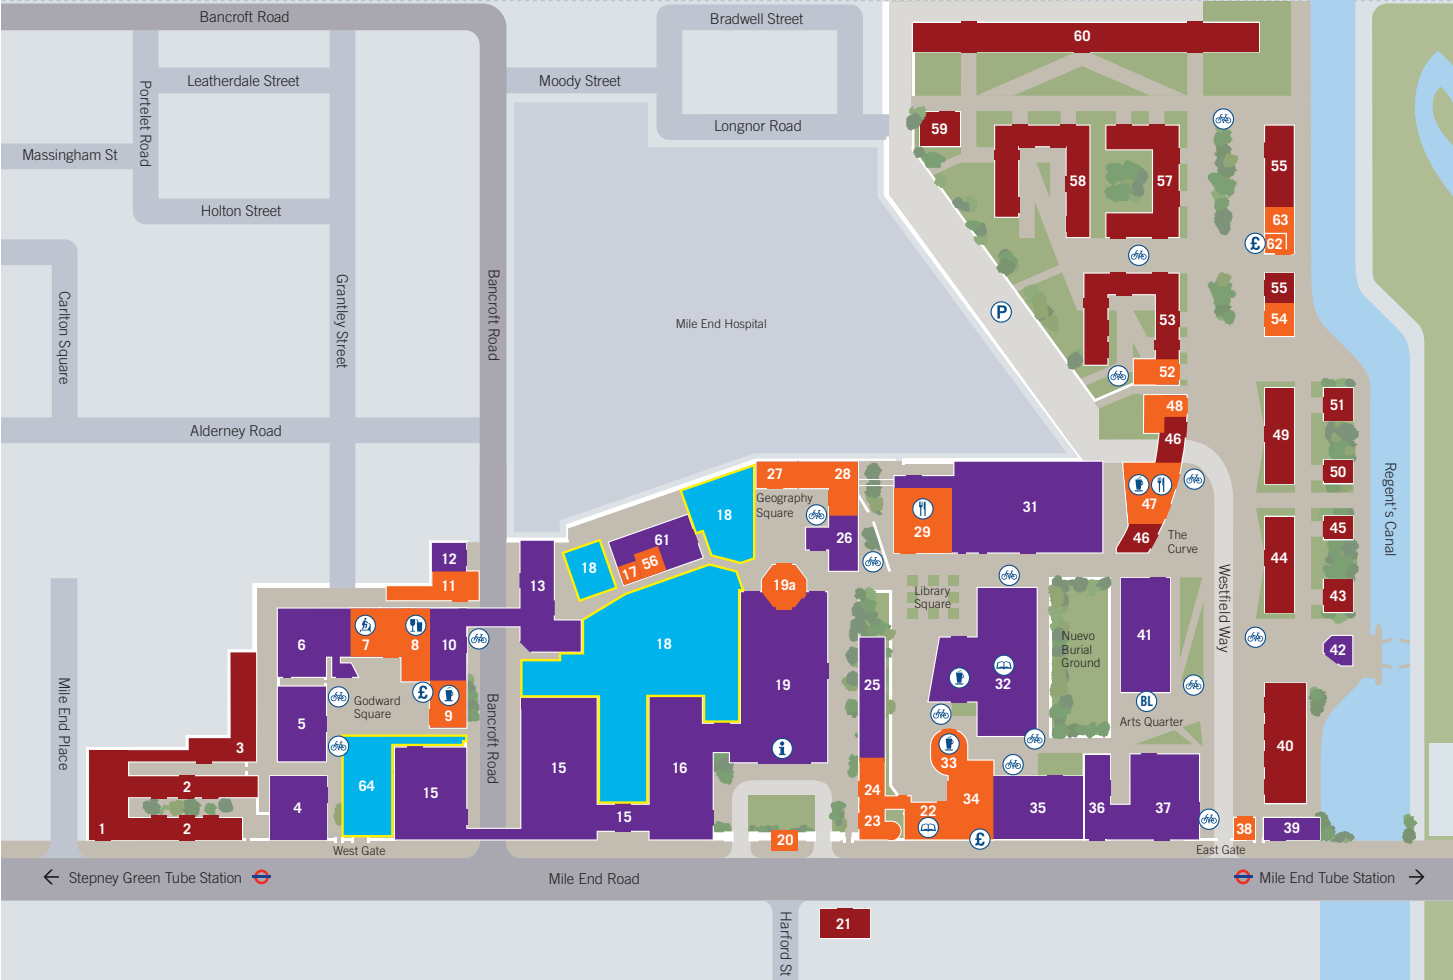 Bancroft Road
Bradwell Street
60
Leatherdale Street
Moody Street
Portelet Road
Longnor Road
59
Massingham St
55
58
57
Holton Street
63
£
62
Grantley Street
Bancroft Road
Carlton Square
55
P
Mile End Hospital
53
54
52
48
51
Alderney Road
49
46
Regent's Canal
50
27
28
Geography
Square
47
31
18
45
29
26
46
The
Curve
61
12
44
18
17
56
11
13
19a
Library
Square
43
Westfield Way
6
7
8
10
18
Nuevo
Burial
Ground
41
42
19
25
32
£
Godward
Square
9
BL
Arts Quarter
5
Mile End Place
Bancroft Road
3
i
40
33
15
16
2
64
15
24
34
4
36
37
35
22
15
23
1
2
38
39
20
£
West Gate
East Gate
← Stepney Green Tube Station
Mile End Road
Mile End Tube Station →
Harford St
21